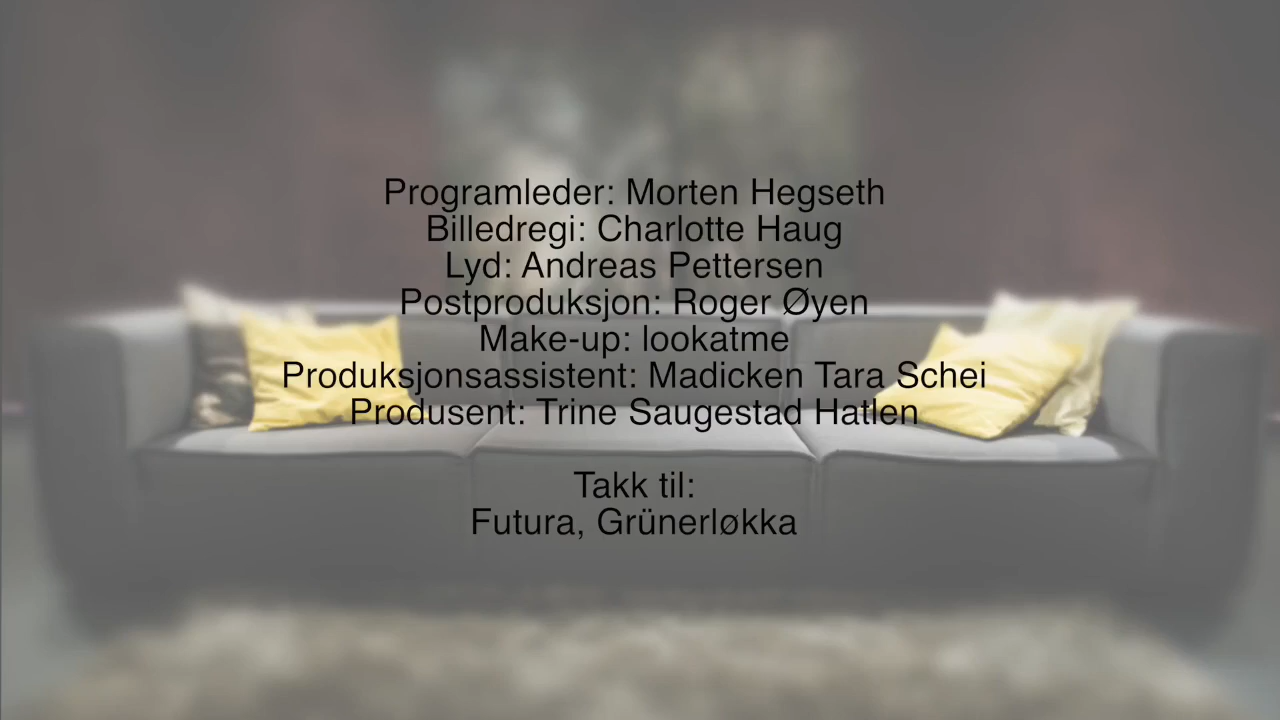 Programleder: Morten Hegseth
Billedregi: Charlotte Haug
Lyd: Andreas Pettersen
Postproduksjon: Roger Øyen
Make-up: lookatme
Produksjonsassistent: Madicken Tara Schei
Produsent: Trine Saugestad Hatlen
Takk til:
Futura, Grünerløkka